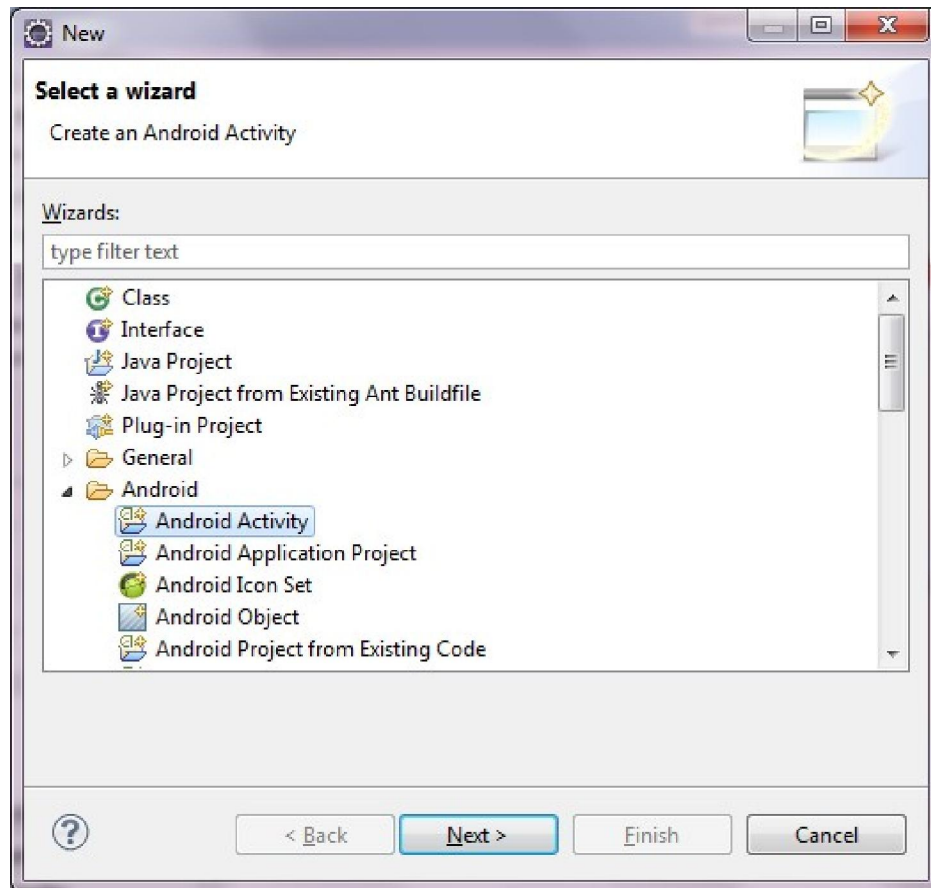 New
Select a wizard
Create an Android Activity
Wizards:
type filter text
Class
Interface
Java Project
Java Project from Existing Ant Buildfile
Plug-in Project
General
Android
Android Activity
Android Application Project
Android Icon Set
Android Object
Android Project from Existing Code
< Back Next > Finish Cancel